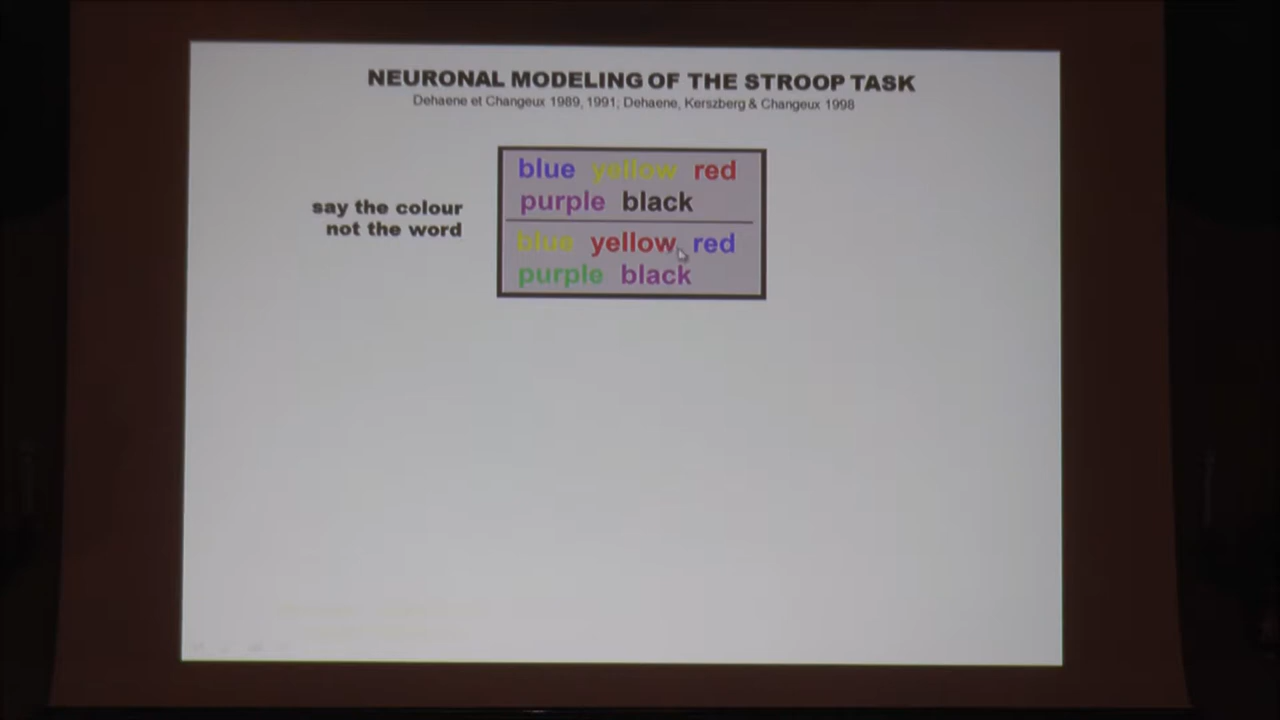 NEURONAL MODELING OF THE STROOP TASK
Dehaene et Changeux 1989, 1991; Dehaene, Kerszberg & Changeux 1998
say the colour
not the word
blue yellow red
purple black
blue yellow red
purple black